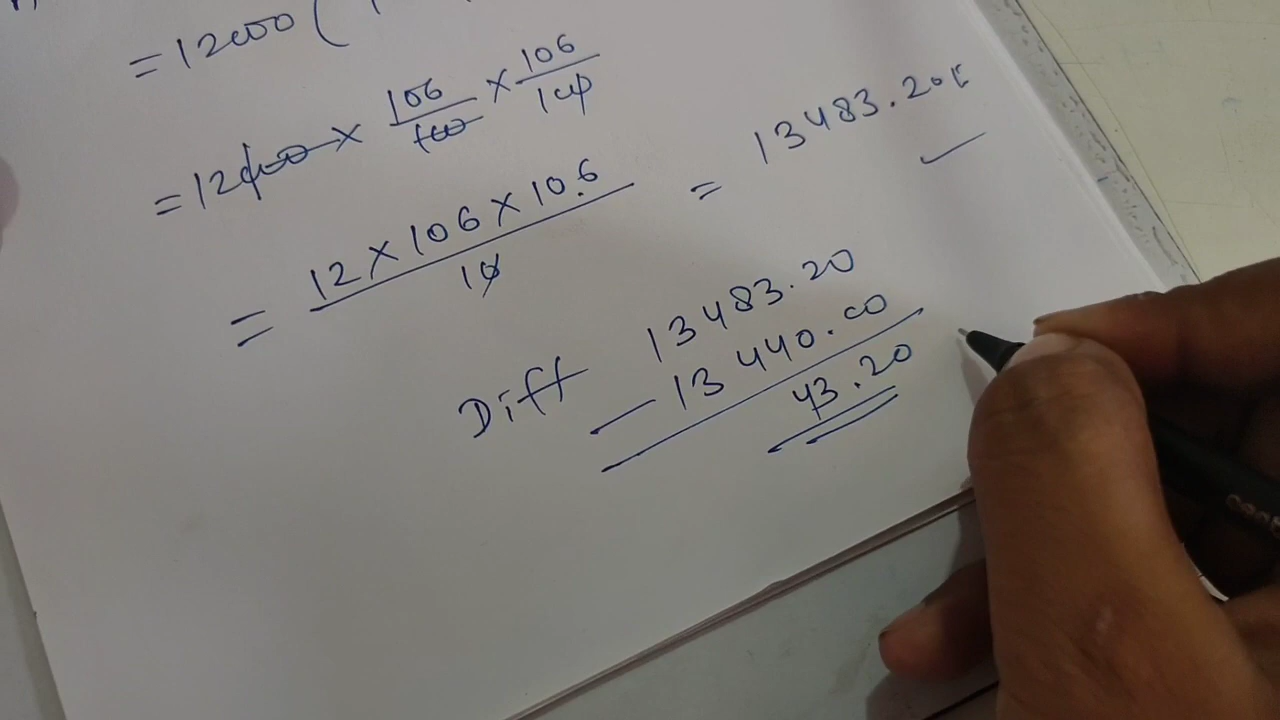 = 12000 (
= 12000 × 106/100 × 106/100
= 12 × 106 × 10.6 / 10 = 13483.20
Diff 13483.20
— 13440.00
43.20